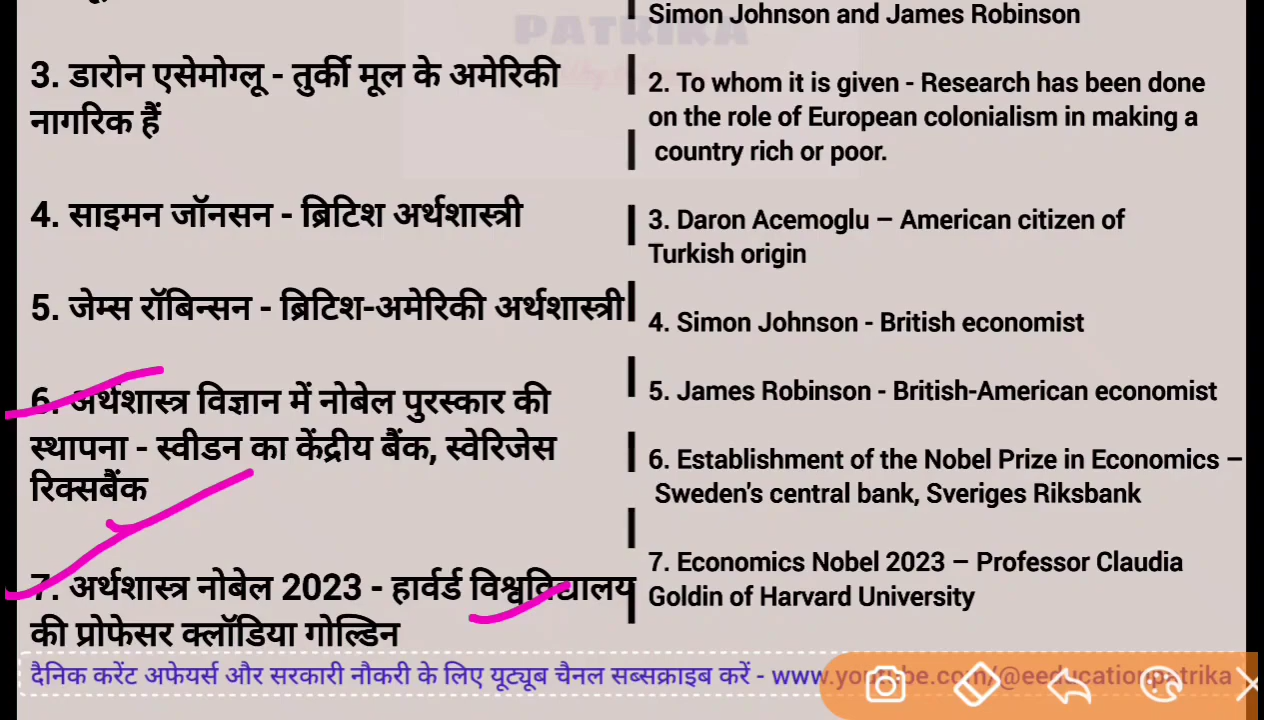 3. डारोन एसेमोग्लू - तुर्की मूल के अमेरिकी
नागरिक हैं
4. साइमन जॉनसन - ब्रिटिश अर्थशास्त्री
5. जेम्स रॉबिन्सन - ब्रिटिश-अमेरिकी अर्थशास्त्री
6. अर्थशास्त्र विज्ञान में नोबेल पुरस्कार की
स्थापना - स्वीडन का केंद्रीय बैंक, स्वेरिजेस
रिक्सबैंक
7. अर्थशास्त्र नोबेल 2023 - हार्वर्ड विश्वविद्यालय
की प्रोफेसर क्लॉडिया गोल्डिन
PATRIKA
Simon Johnson and James Robinson
2. To whom it is given - Research has been done
on the role of European colonialism in making a
country rich or poor.
3. Daron Acemoglu – American citizen of
Turkish origin
4. Simon Johnson - British economist
5. James Robinson - British-American economist
6. Establishment of the Nobel Prize in Economics –
Sweden's central bank, Sveriges Riksbank
7. Economics Nobel 2023 – Professor Claudia
Goldin of Harvard University
दैनिक करेंट अफेयर्स और सरकारी नौकरी के लिए यूट्यूब चैनल सब्सक्राइब करें - www.youtube.com/@eeducationpatrika